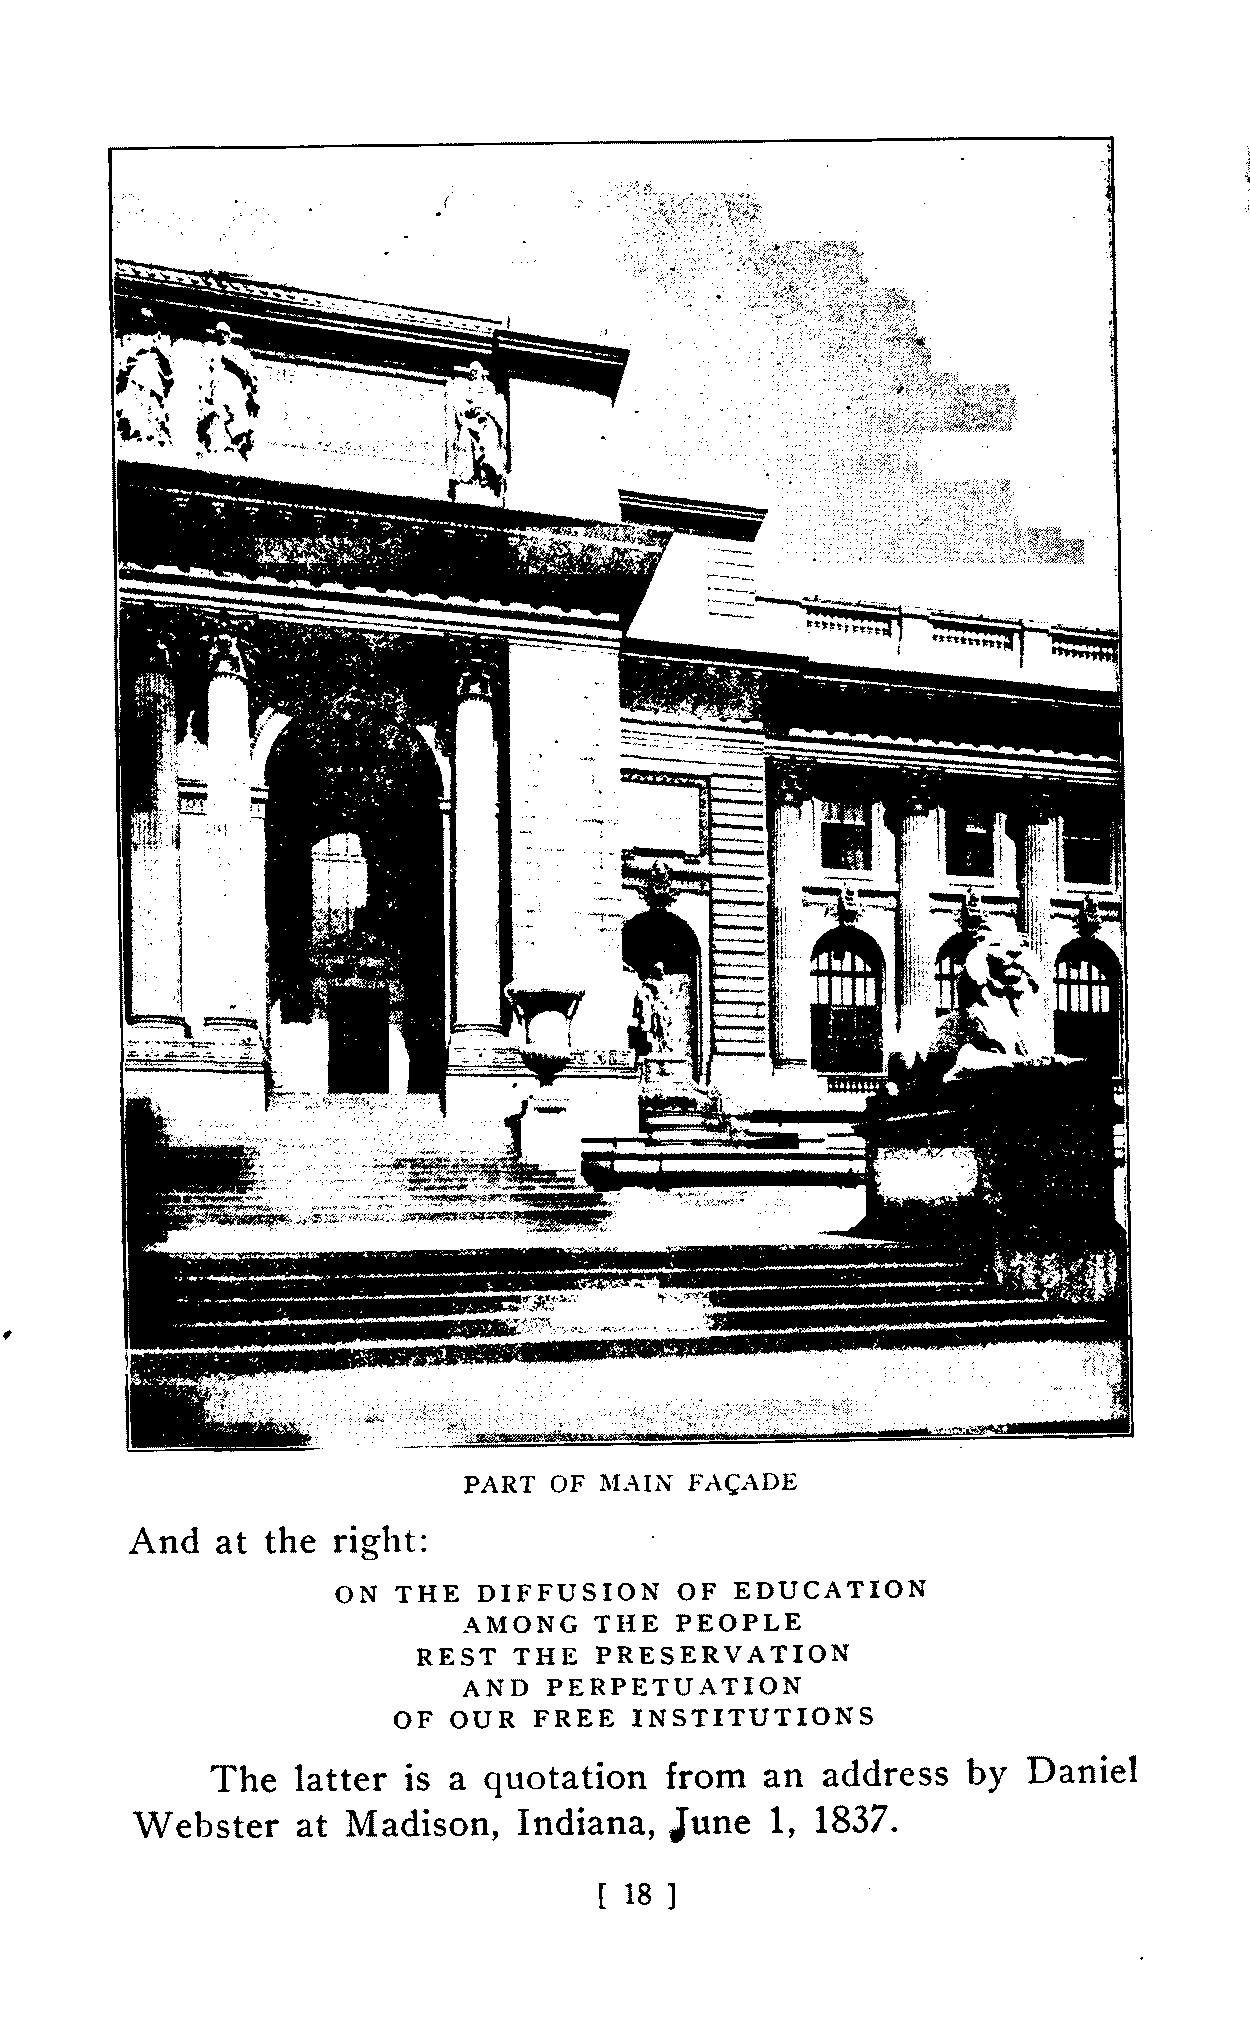 PART OF MAIN FAÇADE
And at the right:
ON THE DIFFUSION OF EDUCATION
AMONG THE PEOPLE
REST THE PRESERVATION
AND PERPETUATION
OF OUR FREE INSTITUTIONS
The latter is a quotation from an address by Daniel
Webster at Madison, Indiana, June 1, 1837.
[ 18 ]